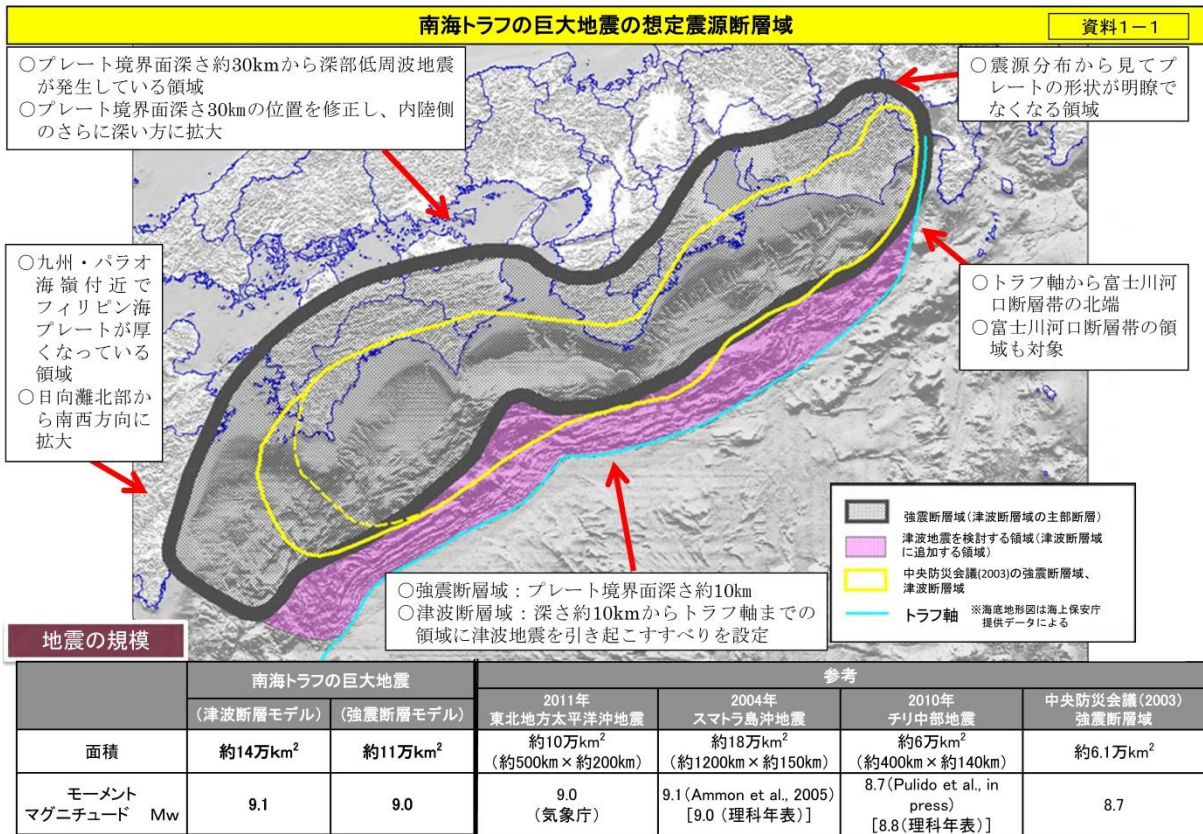 南海トラフの巨大地震の想定震源断層域
資料1-1
○プレート境界面深さ約30kmから深部低周波地震
が発生している領域
○プレート境界面深さ30kmの位置を修正し、内陸側
のさらに深い方に拡大
○震源分布から見てプ
レートの形状が明瞭で
なくなる領域
○九州・パラオ
海嶺付近で
フィリピン海
プレートが厚
くなっている
領域
○日向灘北部か
ら南西方向に
拡大
○トラフ軸から富士川河
口断層帯の北端
○富士川河口断層帯の領
域も対象
○強震断層域：プレート境界面深さ約10km
○津波断層域：深さ約10kmからトラフ軸までの
領域に津波地震を引き起こすすべりを設定
強震断層域(津波断層域の主部断層)
津波地震を検討する領域(津波断層域
に追加する領域)
中央防災会議(2003)の強震断層域、
津波断層域
トラフ軸 ※海底地形図は海上保安庁
提供データによる
地震の規模
南海トラフの巨大地震 参考
(津波断層モデル) (強震断層モデル) 2011年 2004年 2010年 中央防災会議(2003)
東北地方太平洋沖地震 スマトラ島沖地震 チリ中部地震 強震断層域
面積 約14万km² 約11万km² 約10万km² 約18万km² 約6万km² 約6.1万km²
(約500km×約200km) (約1200km×約150km) (約400km×約140km)
モーメント
マグニチュード Mw 9.1 9.0 9.0 9.1(Ammon et al., 2005) 8.7(Pulido et al., in 8.7
(気象庁) [9.0 (理科年表)] press)
[8.8(理科年表)]